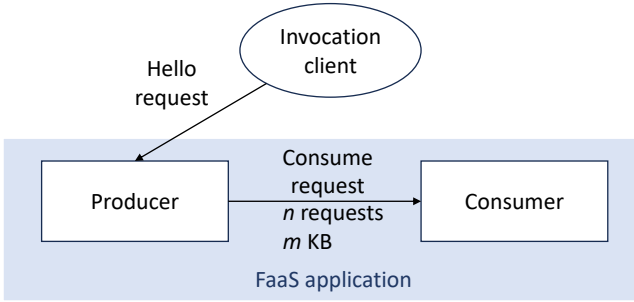 Invocation
client
Hello
request
Producer
Consume
request
n requests
m KB
Consumer
FaaS application